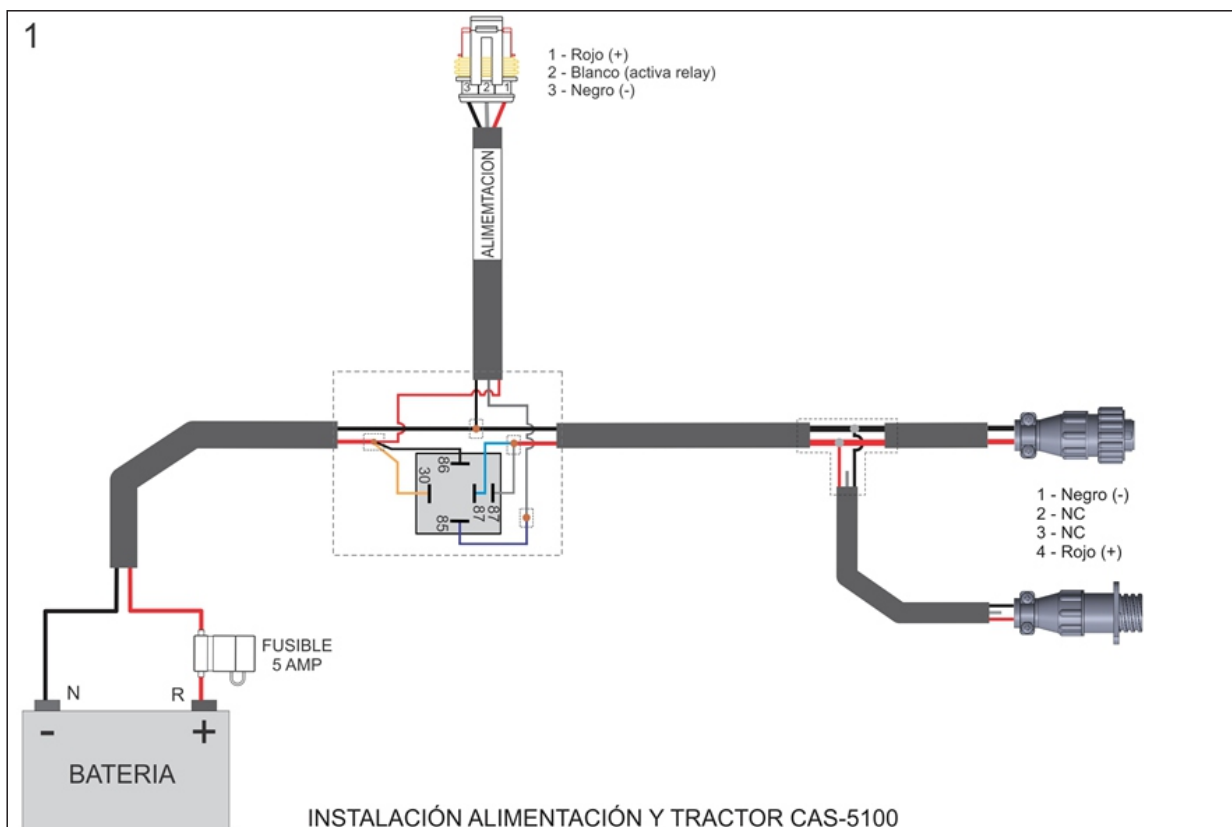 1
1 - Rojo (+)
2 - Blanco (activa relay)
3 - Negro (-)
3 2 1
ALIMEMTACION
86
30
87
87
85
1 - Negro (-)
2 - NC
3 - NC
4 - Rojo (+)
FUSIBLE
5 AMP
N
R
- +
BATERIA
INSTALACIÓN ALIMENTACIÓN Y TRACTOR CAS-5100